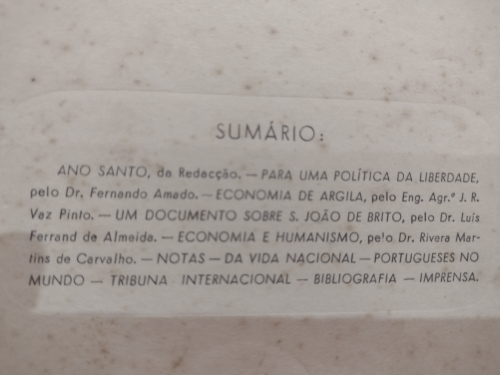 SUMÁRIO:
ANO SANTO, da Redacção. — PARA UMA POLÍTICA DA LIBERDADE,
pelo Dr. Fernando Amado. — ECONOMIA DE ARGILA, pelo Eng. Agr.º J. R.
Vaz Pinto. — UM DOCUMENTO SOBRE S. JOÃO DE BRITO, pelo Dr. Luís
Ferrand de Almeida. — ECONOMIA E HUMANISMO, pelo Dr. Rivera Mar-
tins de Carvalho. — NOTAS — DA VIDA NACIONAL — PORTUGUESES NO
MUNDO — TRIBUNA INTERNACIONAL — BIBLIOGRAFIA — IMPRENSA.